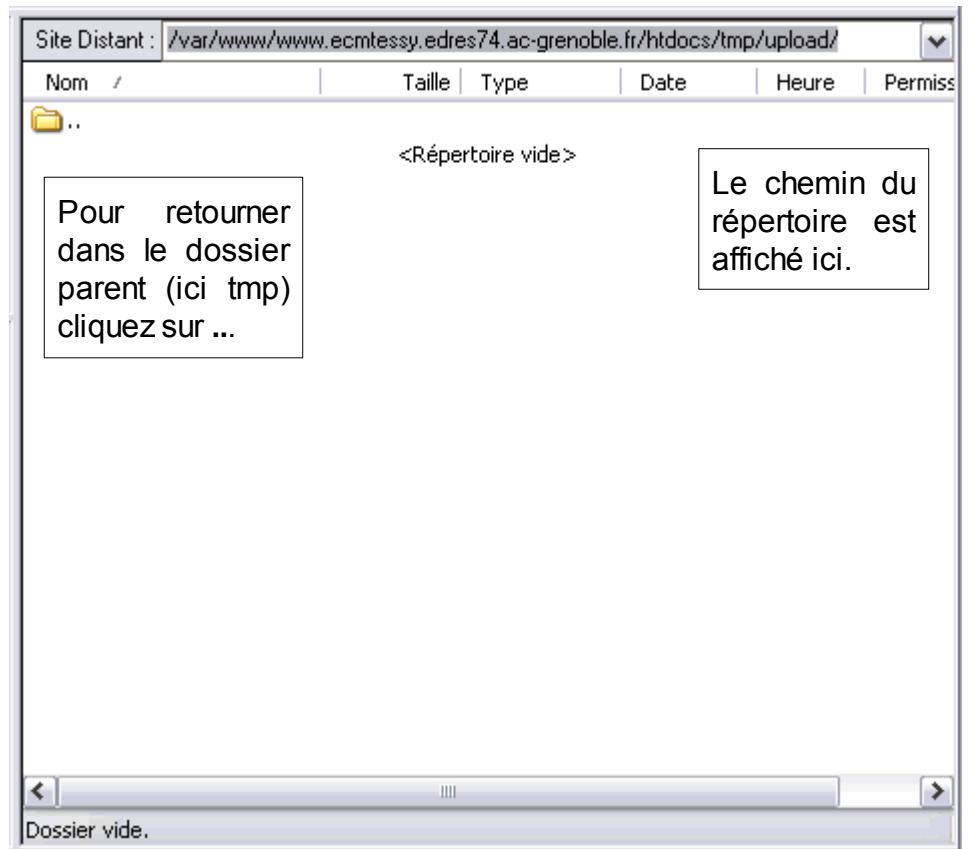 Site Distant : /var/www/www.ecmtessy.edres74.ac-grenoble.fr/htdocs/tmp/upload/
Nom / Taille Type Date Heure Permiss
..
<Répertoire vide>
Pour retourner
dans le dossier
parent (ici tmp)
cliquez sur ...
Le chemin du
répertoire est
affiché ici.
Dossier vide.